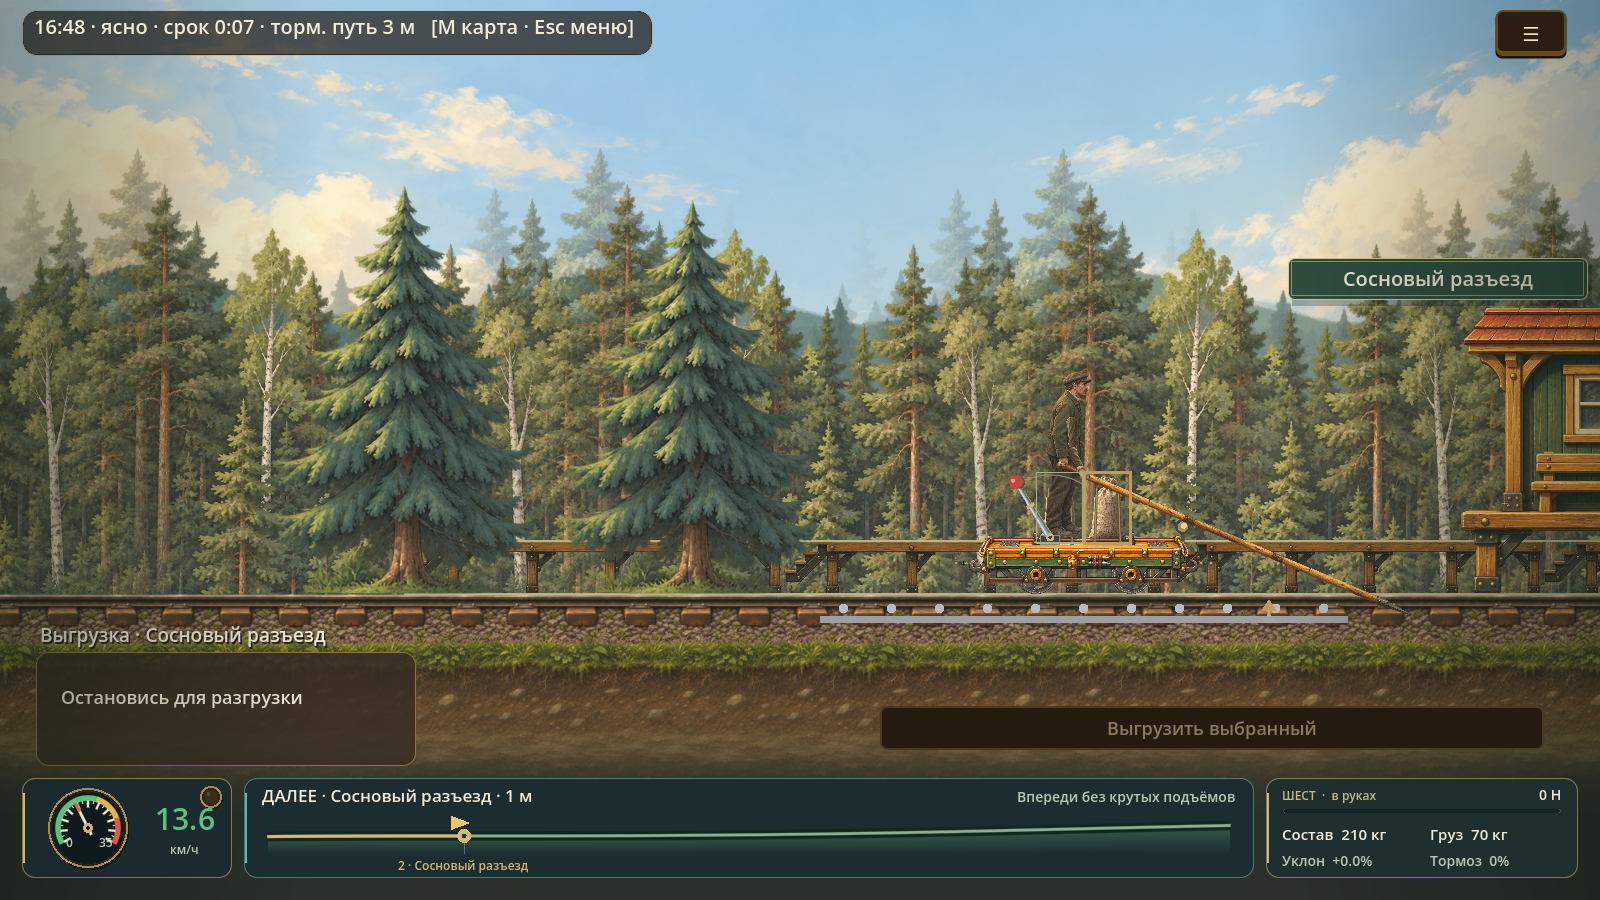 16:48 · ясно · срок 0:07 · торм. путь 3 м [М карта · Esc меню]
Сосновый разъезд
Выгрузка · Сосновый разъезд
Остановись для разгрузки
Выгрузить выбранный
0 35
13.6
км/ч
ДАЛЕЕ · Сосновый разъезд · 1 м
Впереди без крутых подъёмов
2 · Сосновый разъезд
ШЕСТ · в руках 0 Н
Состав 210 кг Груз 70 кг
Уклон +0.0% Тормоз 0%